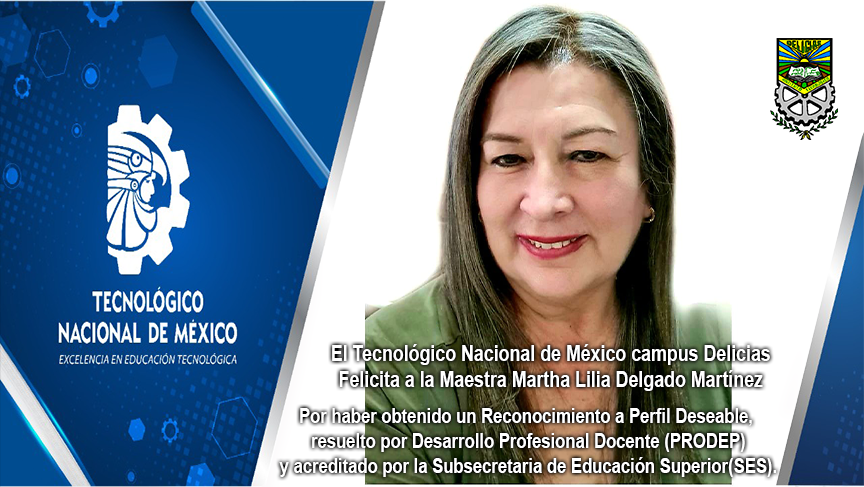 DELICIAS
TECNOLÓGICO
NACIONAL DE MÉXICO
EXCELENCIA EN EDUCACIÓN TECNOLÓGICA
El Tecnológico Nacional de México campus Delicias
Felicita a la Maestra Martha Lilia Delgado Martínez
Por haber obtenido un Reconocimiento a Perfil Deseable,
resuelto por Desarrollo Profesional Docente (PRODEP)
y acreditado por la Subsecretaria de Educación Superior(SES).